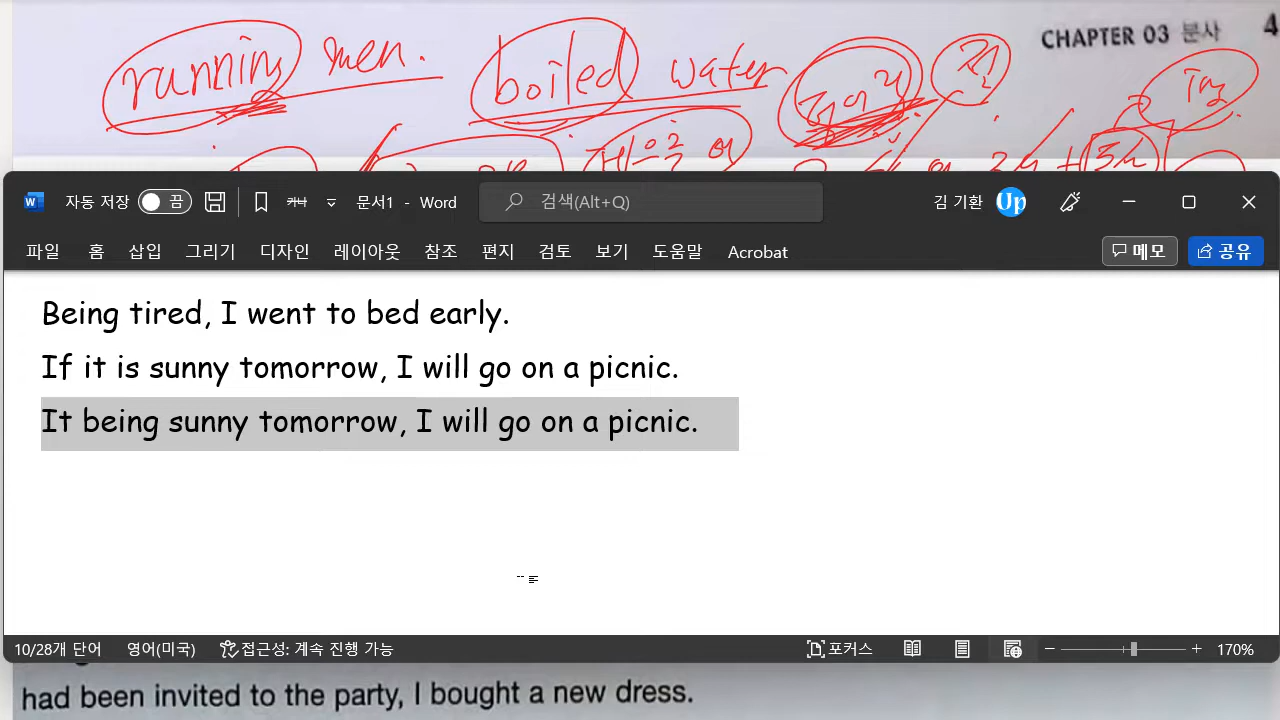 CHAPTER 03 분사 4
running men. boiled water
자동 저장 끔 가나 문서1 - Word 검색(Alt+Q) 김 기환 Up
파일 홈 삽입 그리기 디자인 레이아웃 참조 편지 검토 보기 도움말 Acrobat 메모 공유
Being tired, I went to bed early.
If it is sunny tomorrow, I will go on a picnic.
It being sunny tomorrow, I will go on a picnic.
10/28개 단어 영어(미국) 접근성: 계속 진행 가능 포커스 170%
had been invited to the party, I bought a new dress.